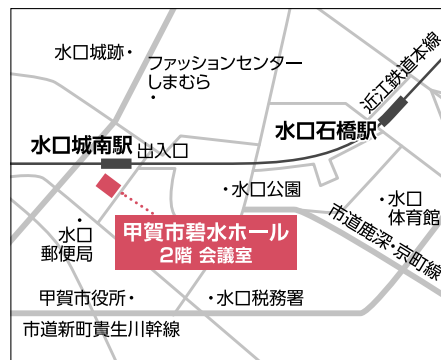 水口城跡
ファッションセンター
しまむら
近江鉄道本線
水口石橋駅
水口城南駅
出入口
水口公園
水口
体育館
水口
郵便局
甲賀市碧水ホール
2階 会議室
市道鹿深・京町線
甲賀市役所
水口税務署
市道新町貴生川幹線